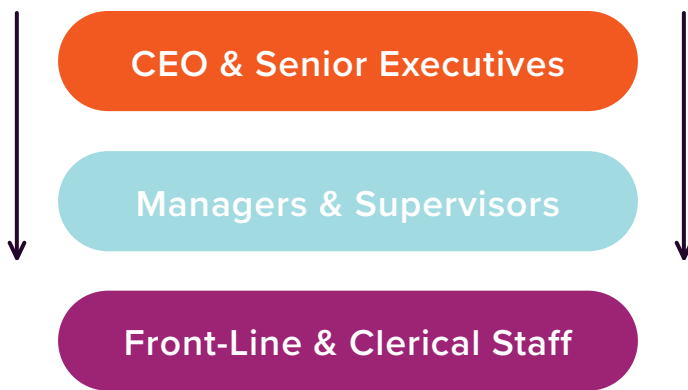 CEO & Senior Executives
Managers & Supervisors
Front-Line & Clerical Staff